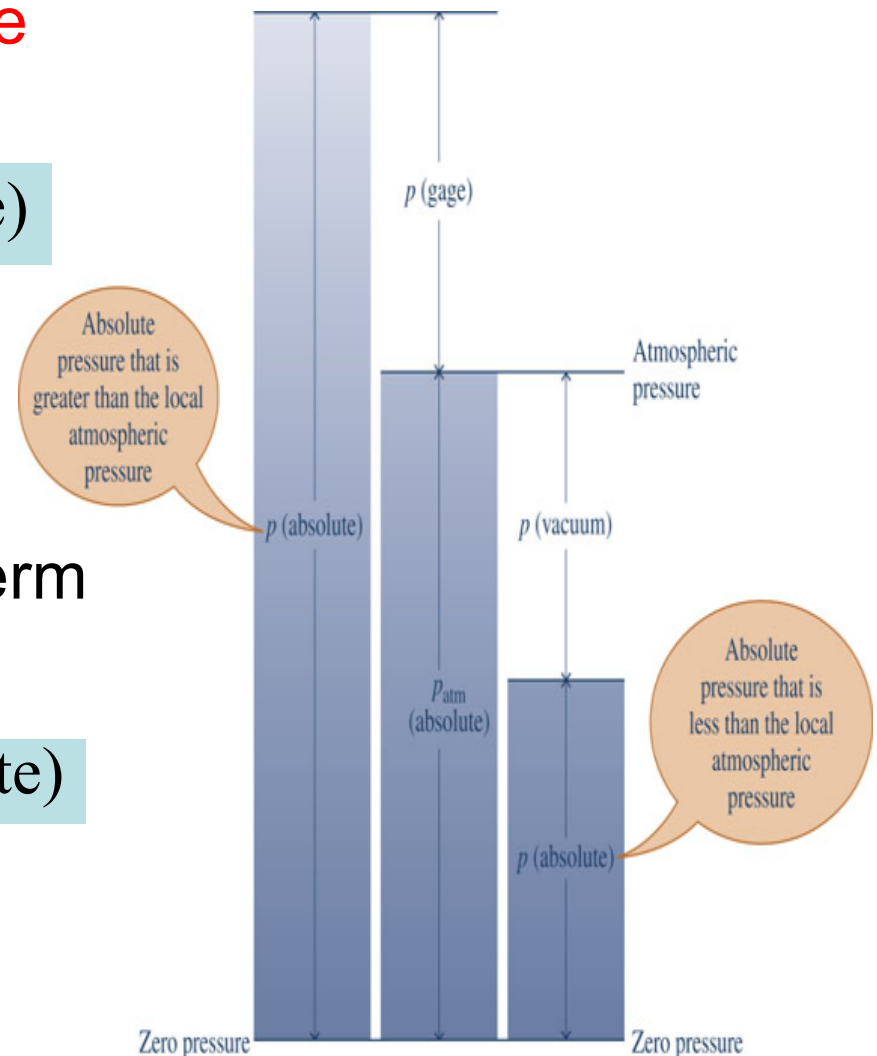 e
e)
p (gage)
Atmospheric
pressure
Absolute
pressure that is
greater than the local
atmospheric
pressure
p (absolute)
p (vacuum)
erm
Absolute
pressure that is
less than the local
atmospheric
pressure
patm
(absolute)
te)
p (absolute)
Zero pressure
Zero pressure